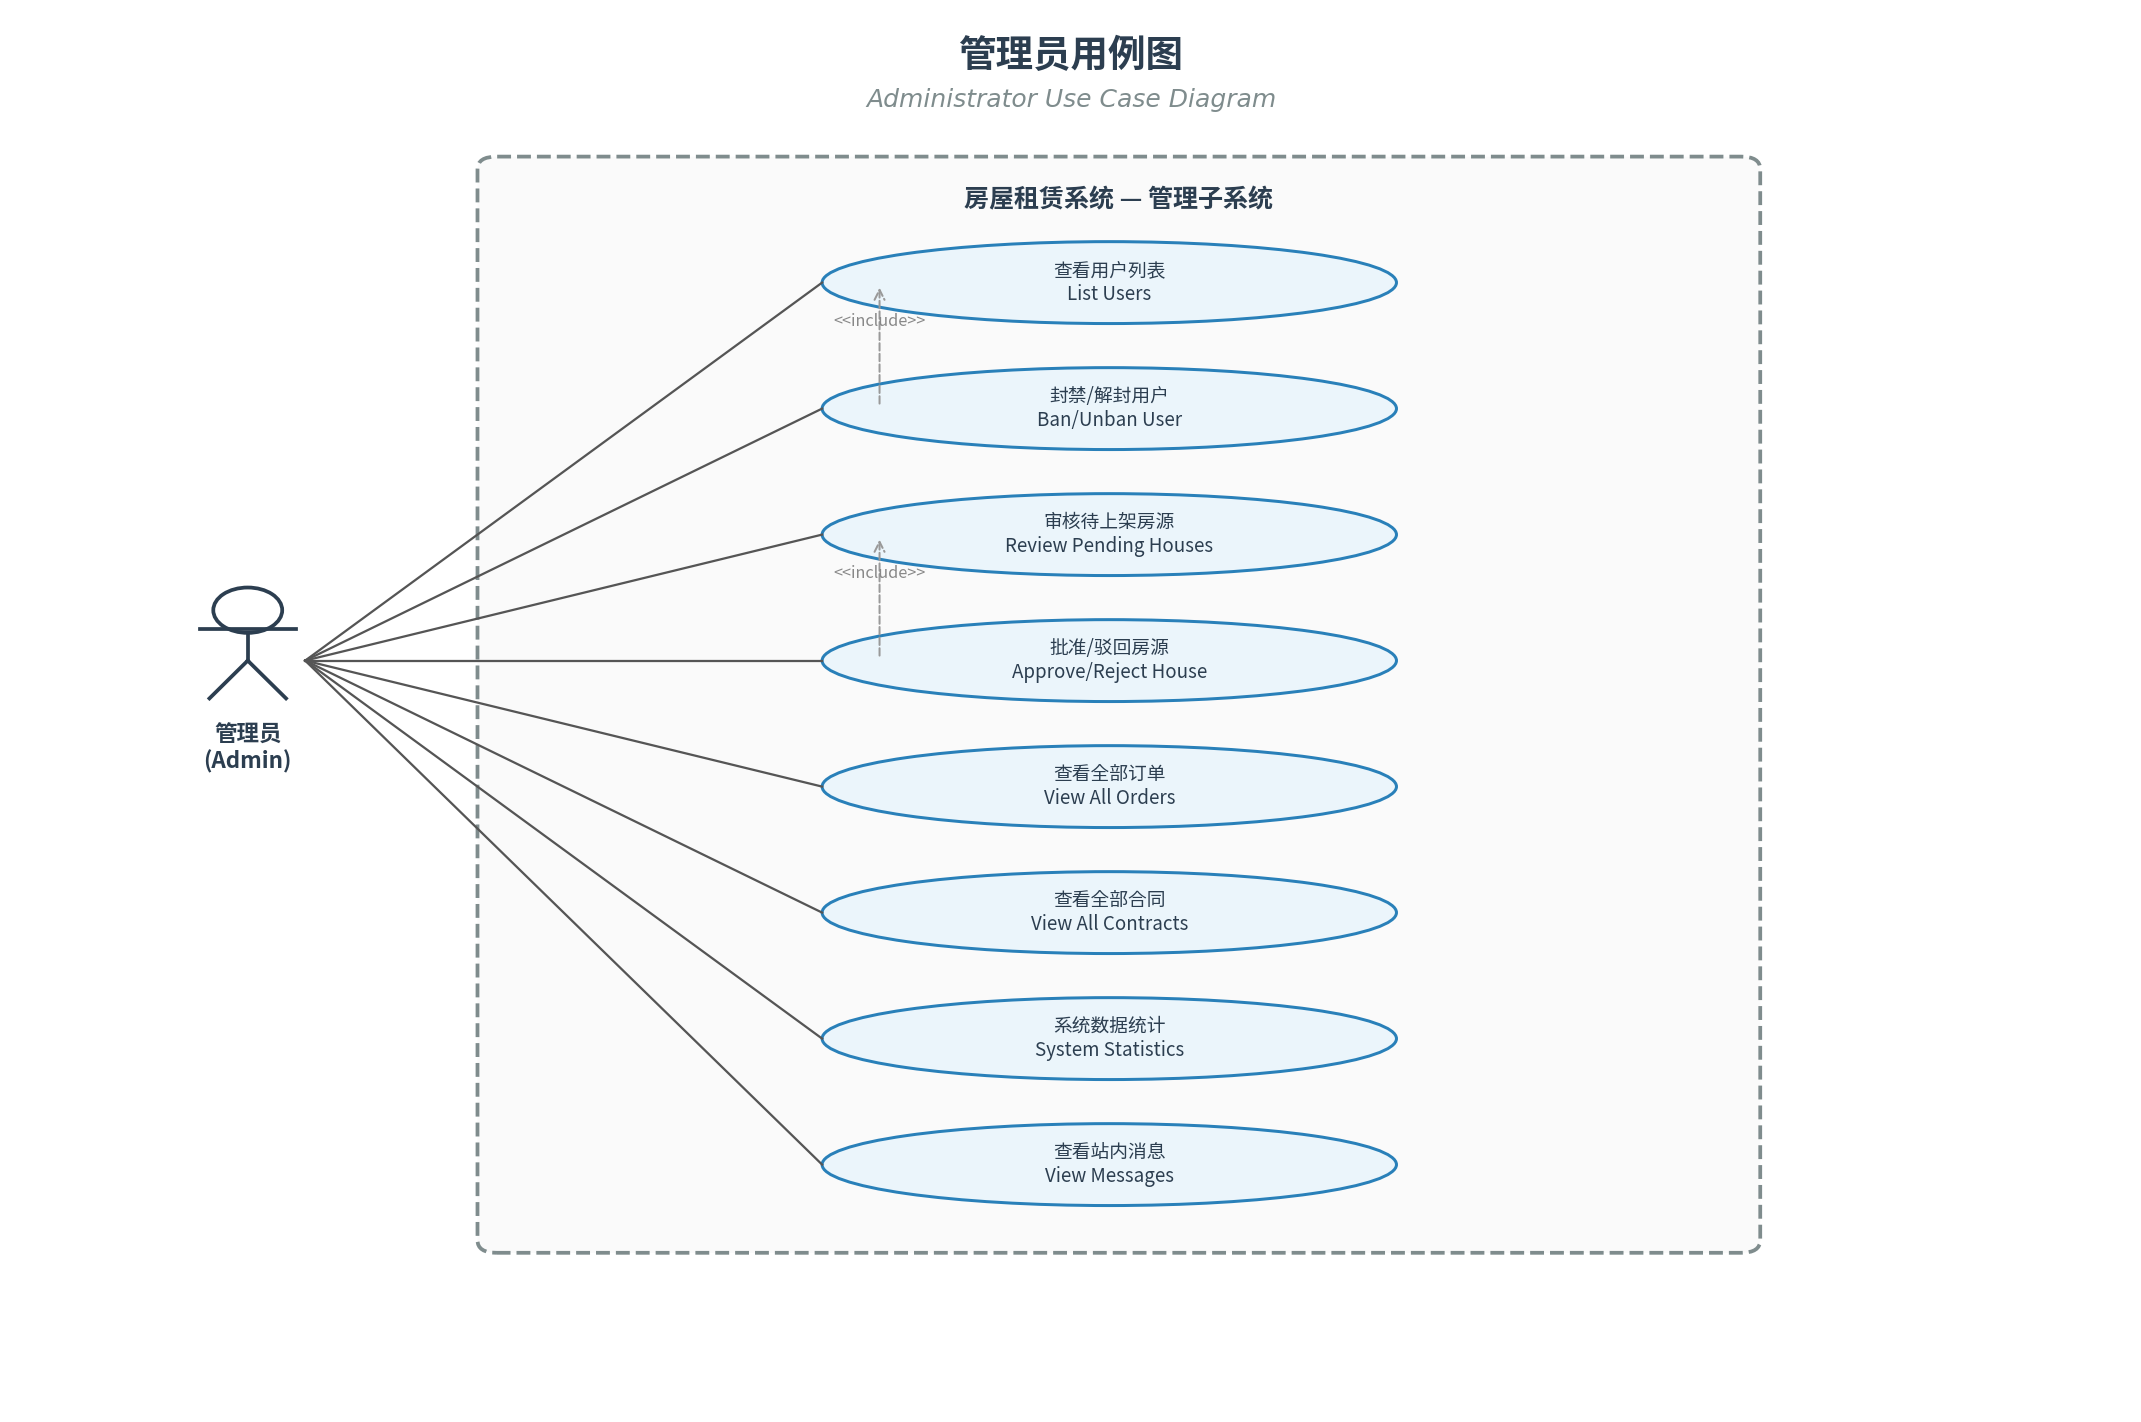 管理员用例图
Administrator Use Case Diagram
房屋租赁系统 — 管理子系统
查看用户列表
List Users
<<include>>
封禁/解封用户
Ban/Unban User
审核待上架房源
Review Pending Houses
<<include>>
批准/驳回房源
Approve/Reject House
管理员
(Admin)
查看全部订单
View All Orders
查看全部合同
View All Contracts
系统数据统计
System Statistics
查看站内消息
View Messages